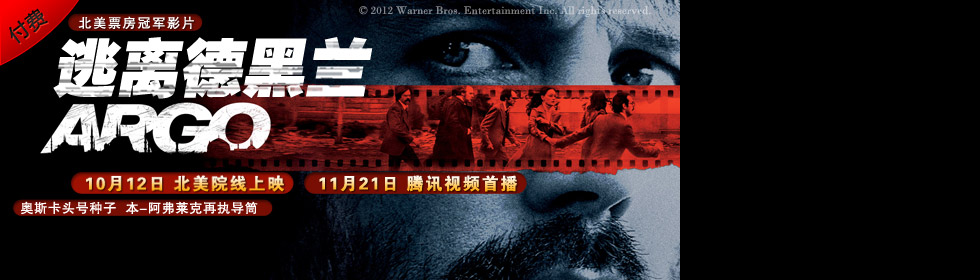 © 2012 Warner Bros. Entertainment Inc. All rights reserved.
付费
北美票房冠军影片
逃离德黑兰
ARGO
10月12日 北美院线上映
11月21日 腾讯视频首播
奥斯卡头号种子 本-阿弗莱克再执导筒